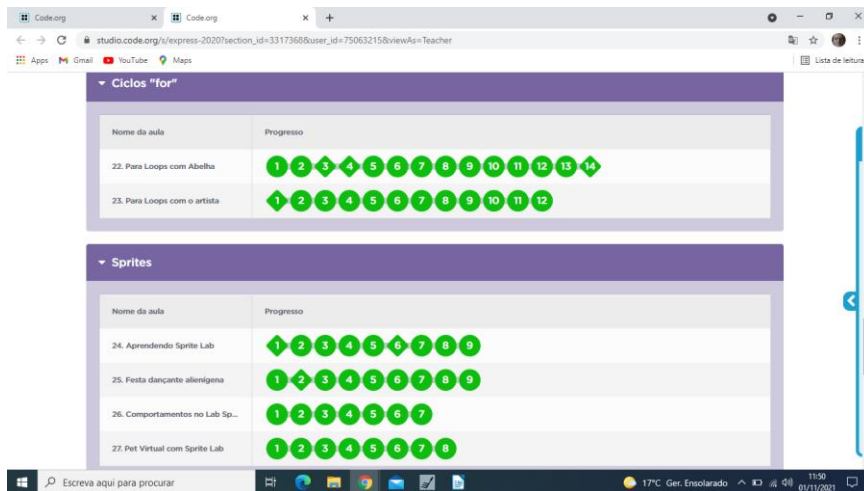 Code.org
Code.org
studio.code.org/s/express-2020?section_id=3317368&user_id=75063215&viewAs=Teacher
Apps Gmail YouTube Maps Lista de leitura
Ciclos "for"
Nome da aula Progresso
22. Para Loops com Abelha 1 2 3 4 5 6 7 8 9 10 11 12 13 14
23. Para Loops com o artista 1 2 3 4 5 6 7 8 9 10 11 12
Sprites
Nome da aula Progresso
24. Aprendendo Sprite Lab 1 2 3 4 5 6 7 8 9
25. Festa dançante alienígena 1 2 3 4 5 6 7 8 9
26. Comportamentos no Lab Sp... 1 2 3 4 5 6 7
27. Pet Virtual com Sprite Lab 1 2 3 4 5 6 7 8
Escreva aqui para procurar 17°C Ger. Ensolarado 11:50
01/11/2021